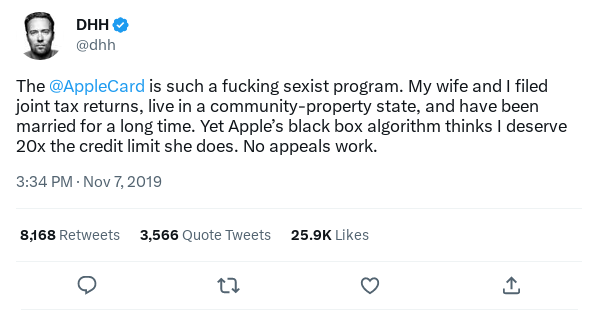 DHH
@dhh
The @AppleCard is such a fucking sexist program. My wife and I filed
joint tax returns, live in a community-property state, and have been
married for a long time. Yet Apple’s black box algorithm thinks I deserve
20x the credit limit she does. No appeals work.
3:34 PM · Nov 7, 2019
8,168 Retweets 3,566 Quote Tweets 25.9K Likes